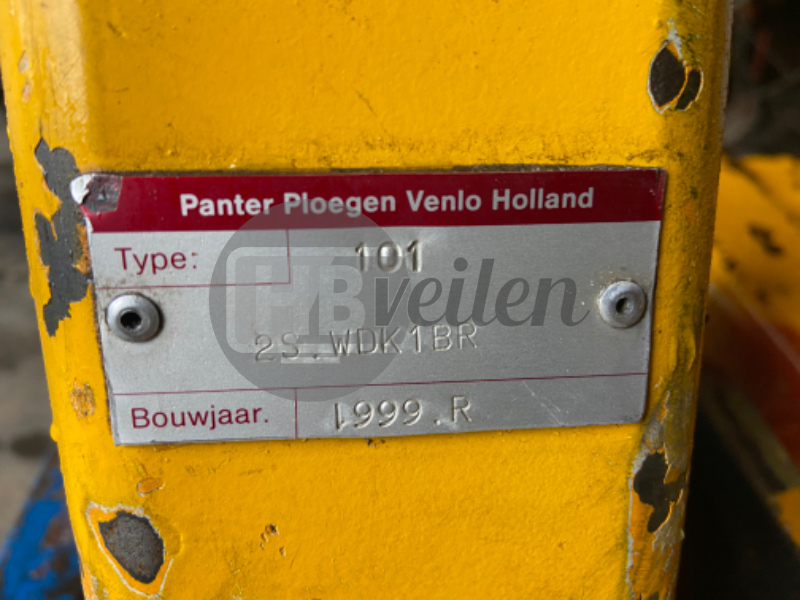 Panter Ploegen Venlo Holland
Type: 101
HBveilen
2S.WDK1BR
Bouwjaar. 1999.R